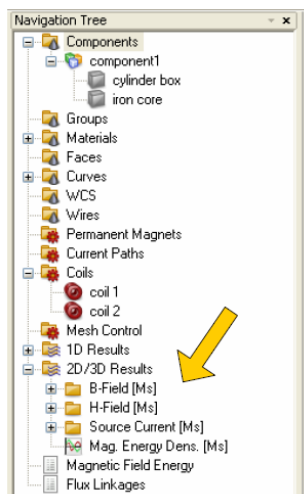 Navigation Tree
Components
component1
cylinder box
iron core
Groups
Materials
Faces
Curves
WCS
Wires
Permanent Magnets
Current Paths
Coils
coil 1
coil 2
Mesh Control
1D Results
2D/3D Results
B-Field [Ms]
H-Field [Ms]
Source Current [Ms]
Mag. Energy Dens. [Ms]
Magnetic Field Energy
Flux Linkages